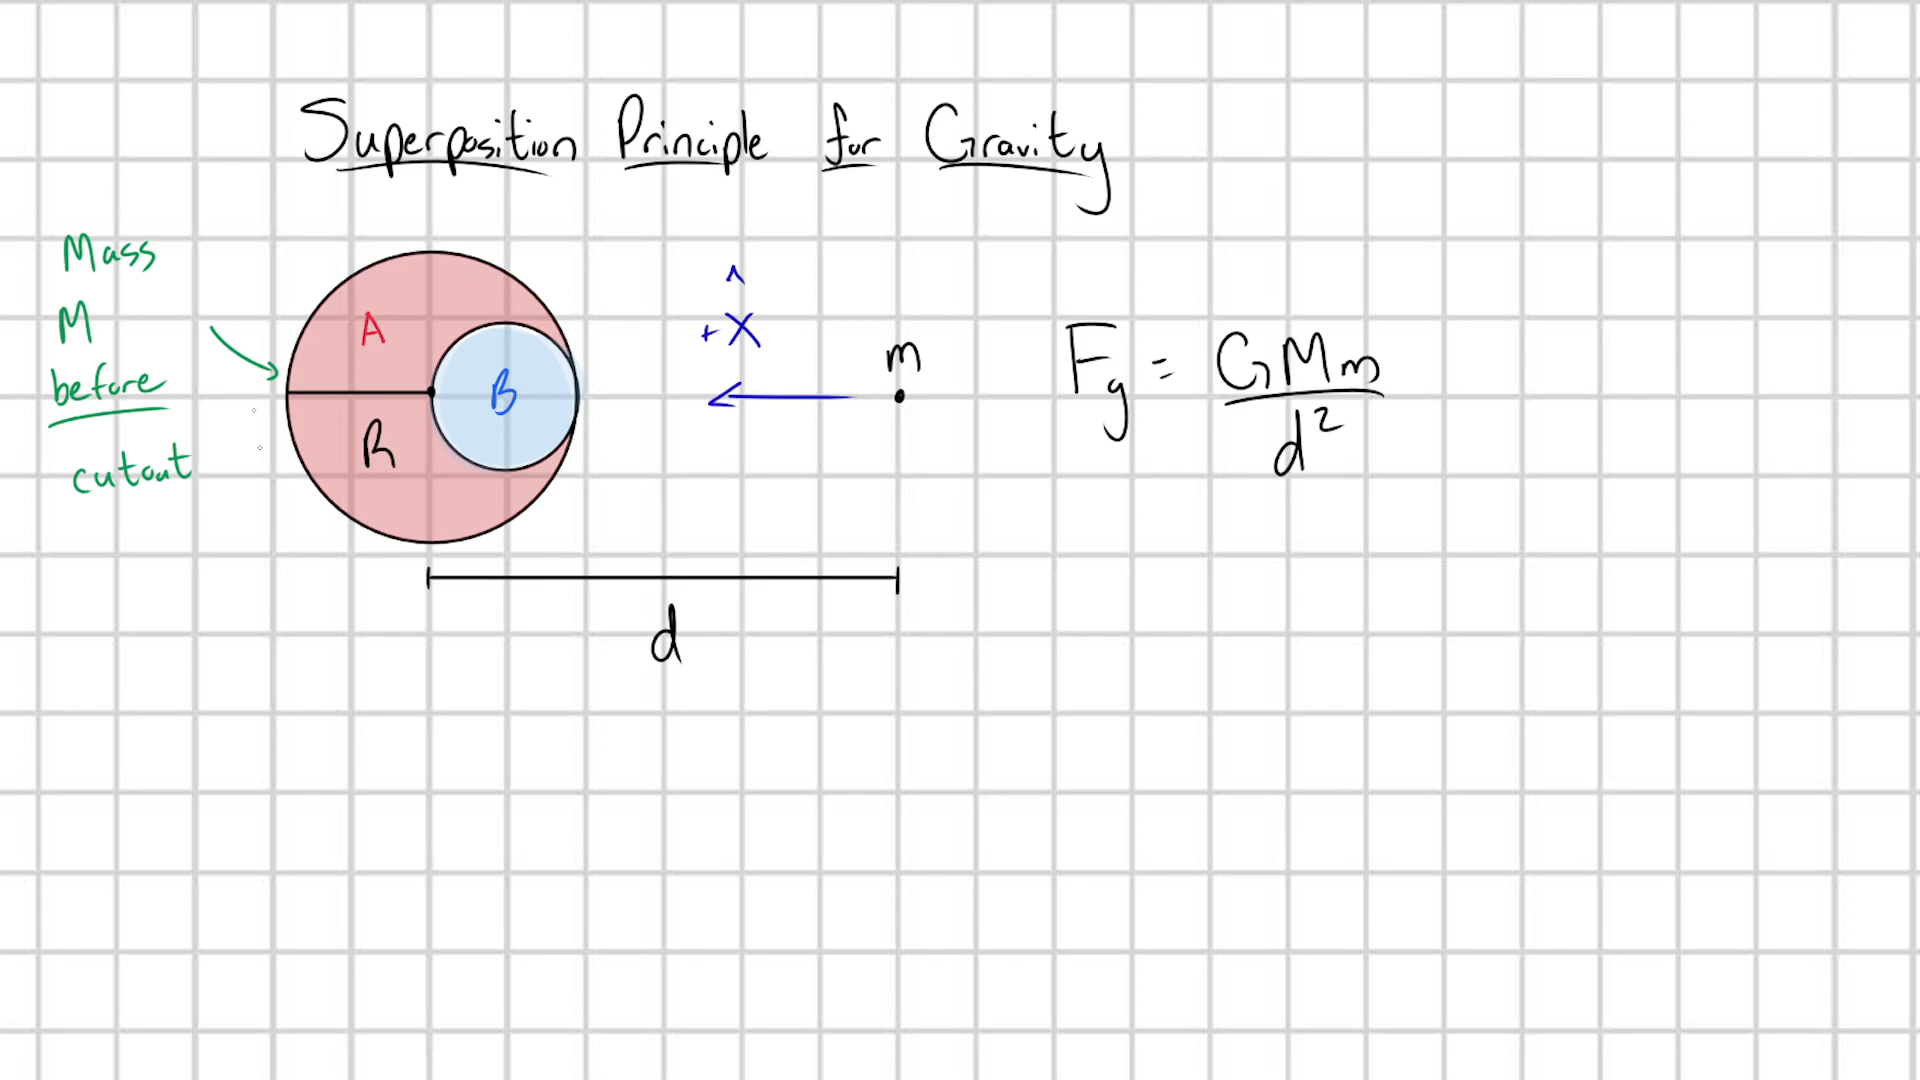 Superposition Principle for Gravity
Mass
M
before
cutout
A
B
R
+x̂
m
d
Fg = GMm/d²